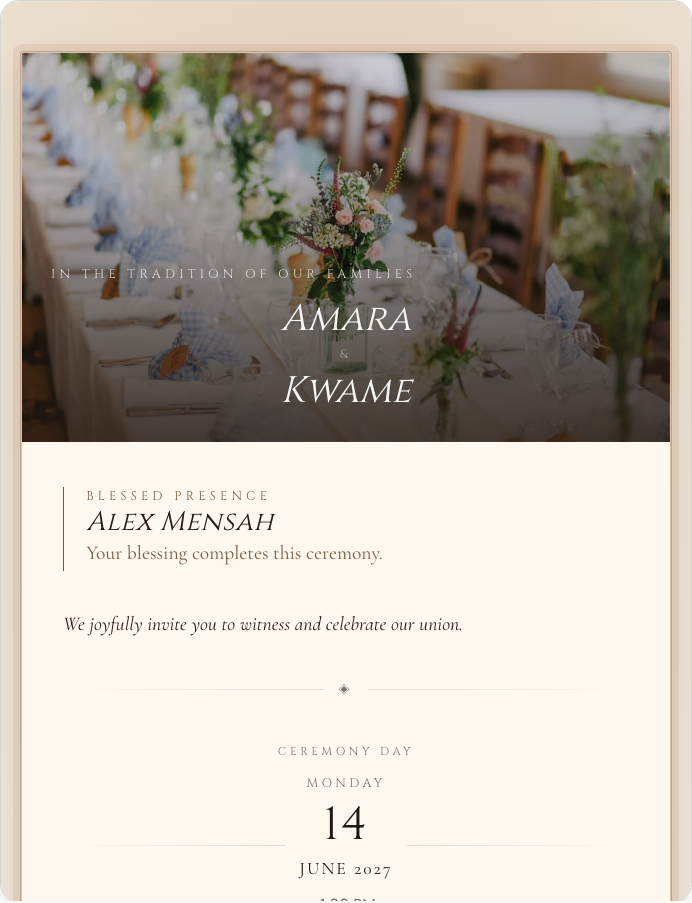 IN THE TRADITION OF OUR FAMILIES
AMARA
&
KWAME
BLESSED PRESENCE
ALEX MENSAH
Your blessing completes this ceremony.
We joyfully invite you to witness and celebrate our union.
CEREMONY DAY
MONDAY
14
JUNE 2027